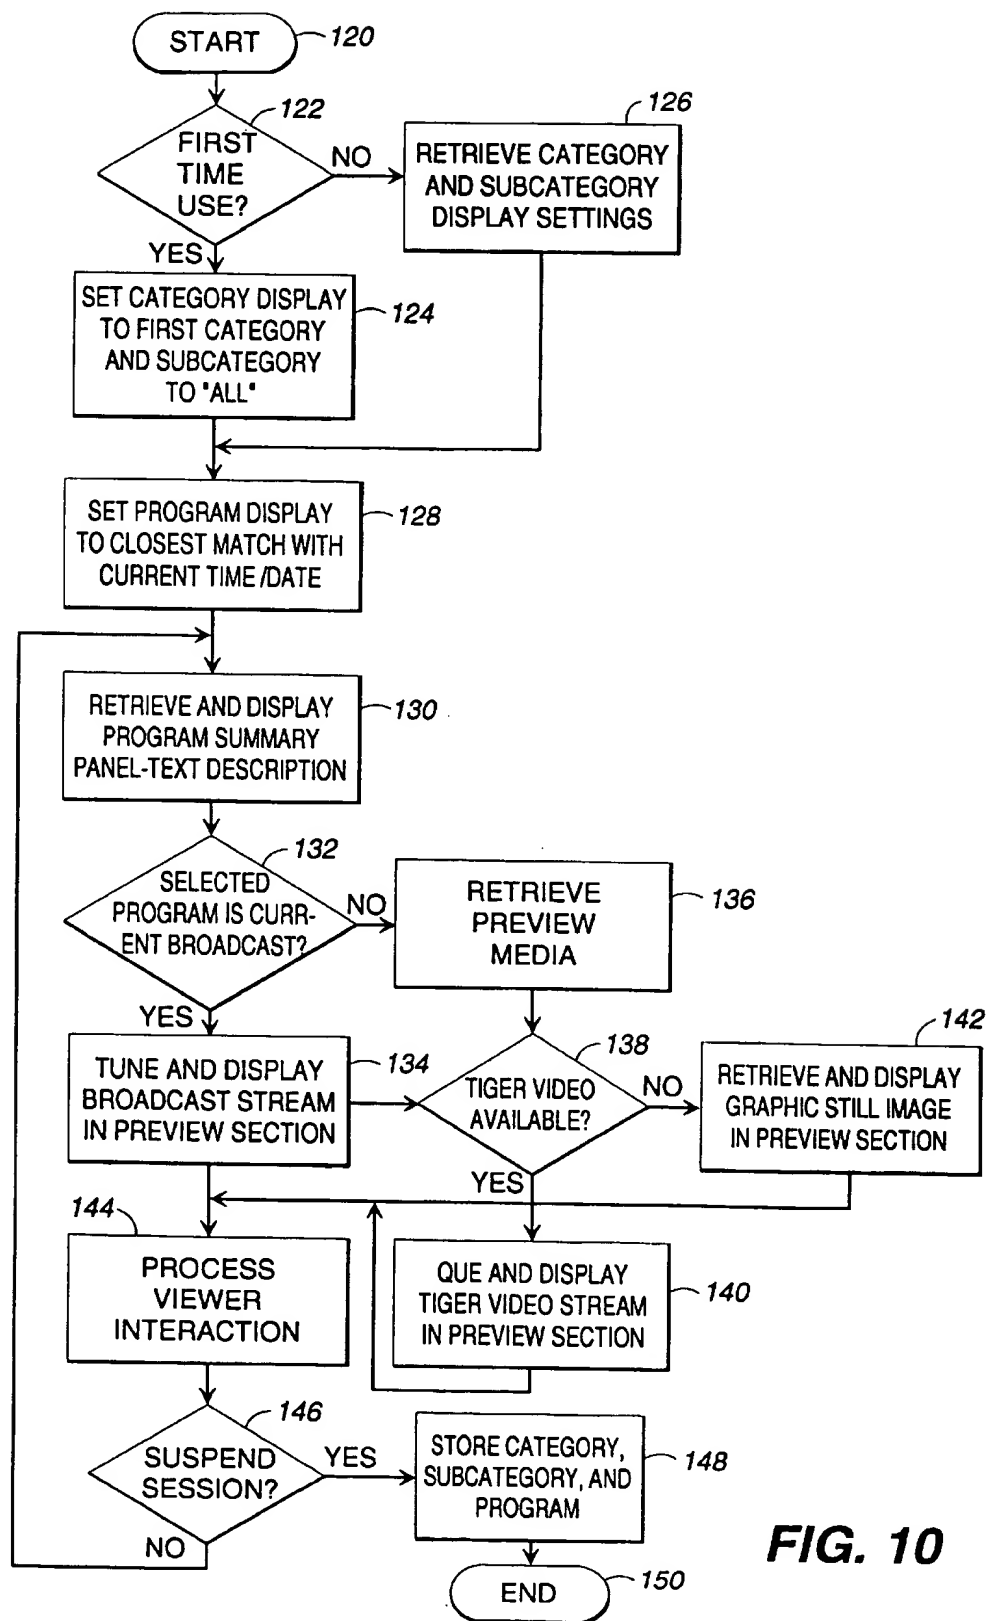 START
120
122
FIRST
TIME
USE?
NO
126
RETRIEVE CATEGORY
AND SUBCATEGORY
DISPLAY SETTINGS
YES
SET CATEGORY DISPLAY
TO FIRST CATEGORY
AND SUBCATEGORY
TO "ALL"
124
SET PROGRAM DISPLAY
TO CLOSEST MATCH WITH
CURRENT TIME/DATE
128
RETRIEVE AND DISPLAY
PROGRAM SUMMARY
PANEL-TEXT DESCRIPTION
130
132
SELECTED
PROGRAM IS CURR-
ENT BROADCAST?
NO
RETRIEVE
PREVIEW
MEDIA
136
YES
TUNE AND DISPLAY
BROADCAST STREAM
IN PREVIEW SECTION
134
138
TIGER VIDEO
AVAILABLE?
NO
142
RETRIEVE AND DISPLAY
GRAPHIC STILL IMAGE
IN PREVIEW SECTION
YES
144
PROCESS
VIEWER
INTERACTION
QUE AND DISPLAY
TIGER VIDEO STREAM
IN PREVIEW SECTION
140
146
SUSPEND
SESSION?
YES
STORE CATEGORY,
SUBCATEGORY, AND
PROGRAM
148
NO
END
150
FIG. 10